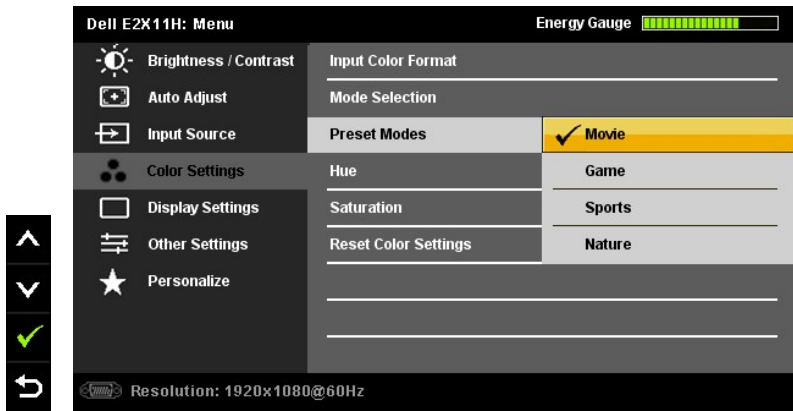 Dell E2X11H: Menu
Energy Gauge
Brightness / Contrast
Auto Adjust
Input Source
Color Settings
Display Settings
Other Settings
Personalize
Input Color Format
Mode Selection
Preset Modes
Hue
Saturation
Reset Color Settings
Movie
Game
Sports
Nature
Resolution: 1920x1080@60Hz